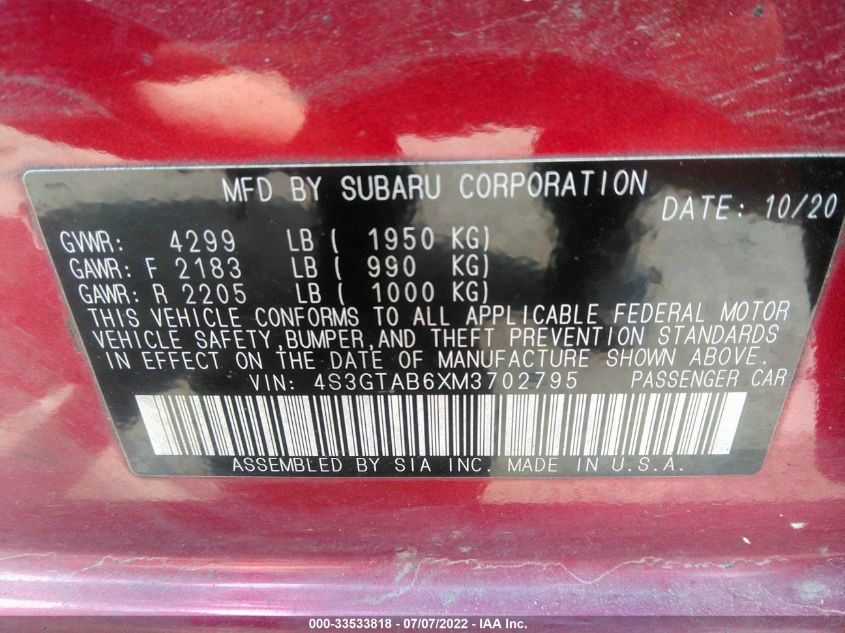 MFD BY SUBARU CORPORATION
DATE: 10/20
GVWR: 4299 LB ( 1950 KG)
GAWR: F 2183 LB ( 990 KG)
GAWR: R 2205 LB ( 1000 KG)
THIS VEHICLE CONFORMS TO ALL APPLICABLE FEDERAL MOTOR
VEHICLE SAFETY,BUMPER,AND THEFT PREVENTION STANDARDS
IN EFFECT ON THE DATE OF MANUFACTURE SHOWN ABOVE.
VIN: 4S3GTAB6XM3702795 PASSENGER CAR
ASSEMBLED BY SIA INC. MADE IN U.S.A.
000-33533818 - 07/07/2022 - IAA Inc.